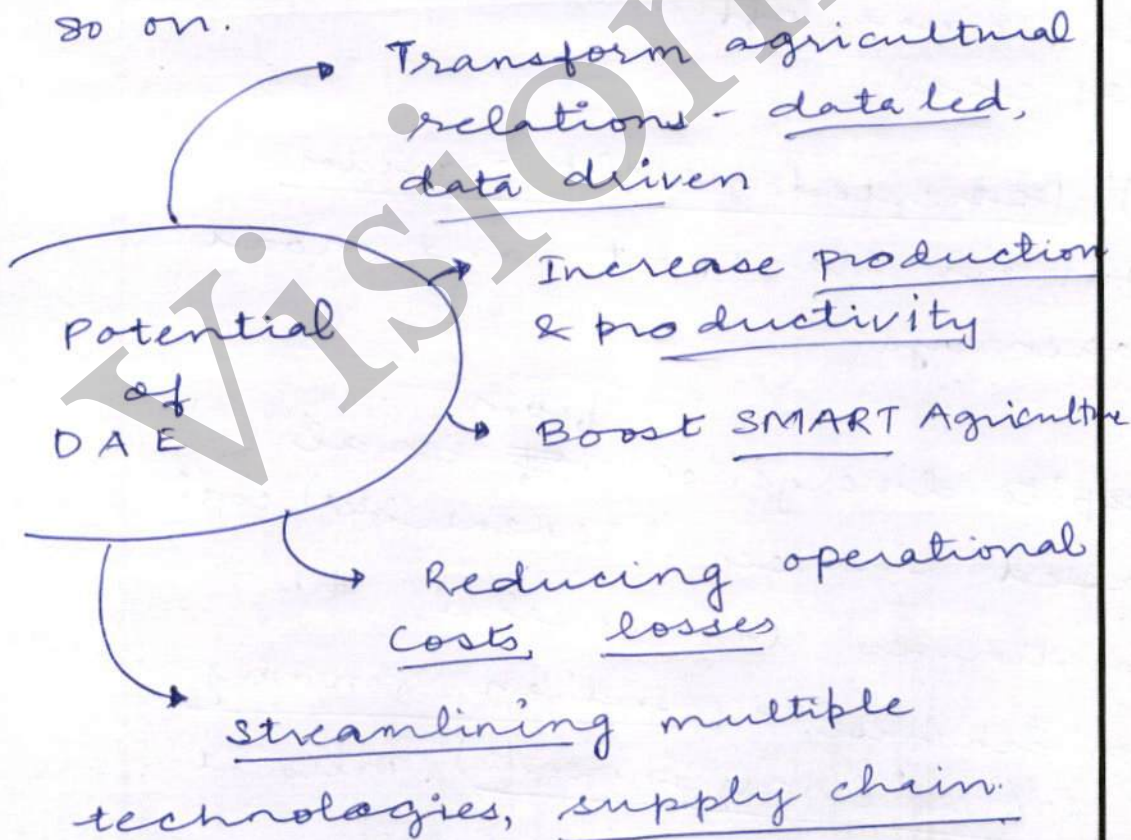 so on.
Transform agricultural
relations - data led,
data driven
Increase production
& productivity
Potential
of
DAE
Boost SMART Agriculture
Reducing operational
costs, losses
streamlining multiple
technologies, supply chain.
Vision